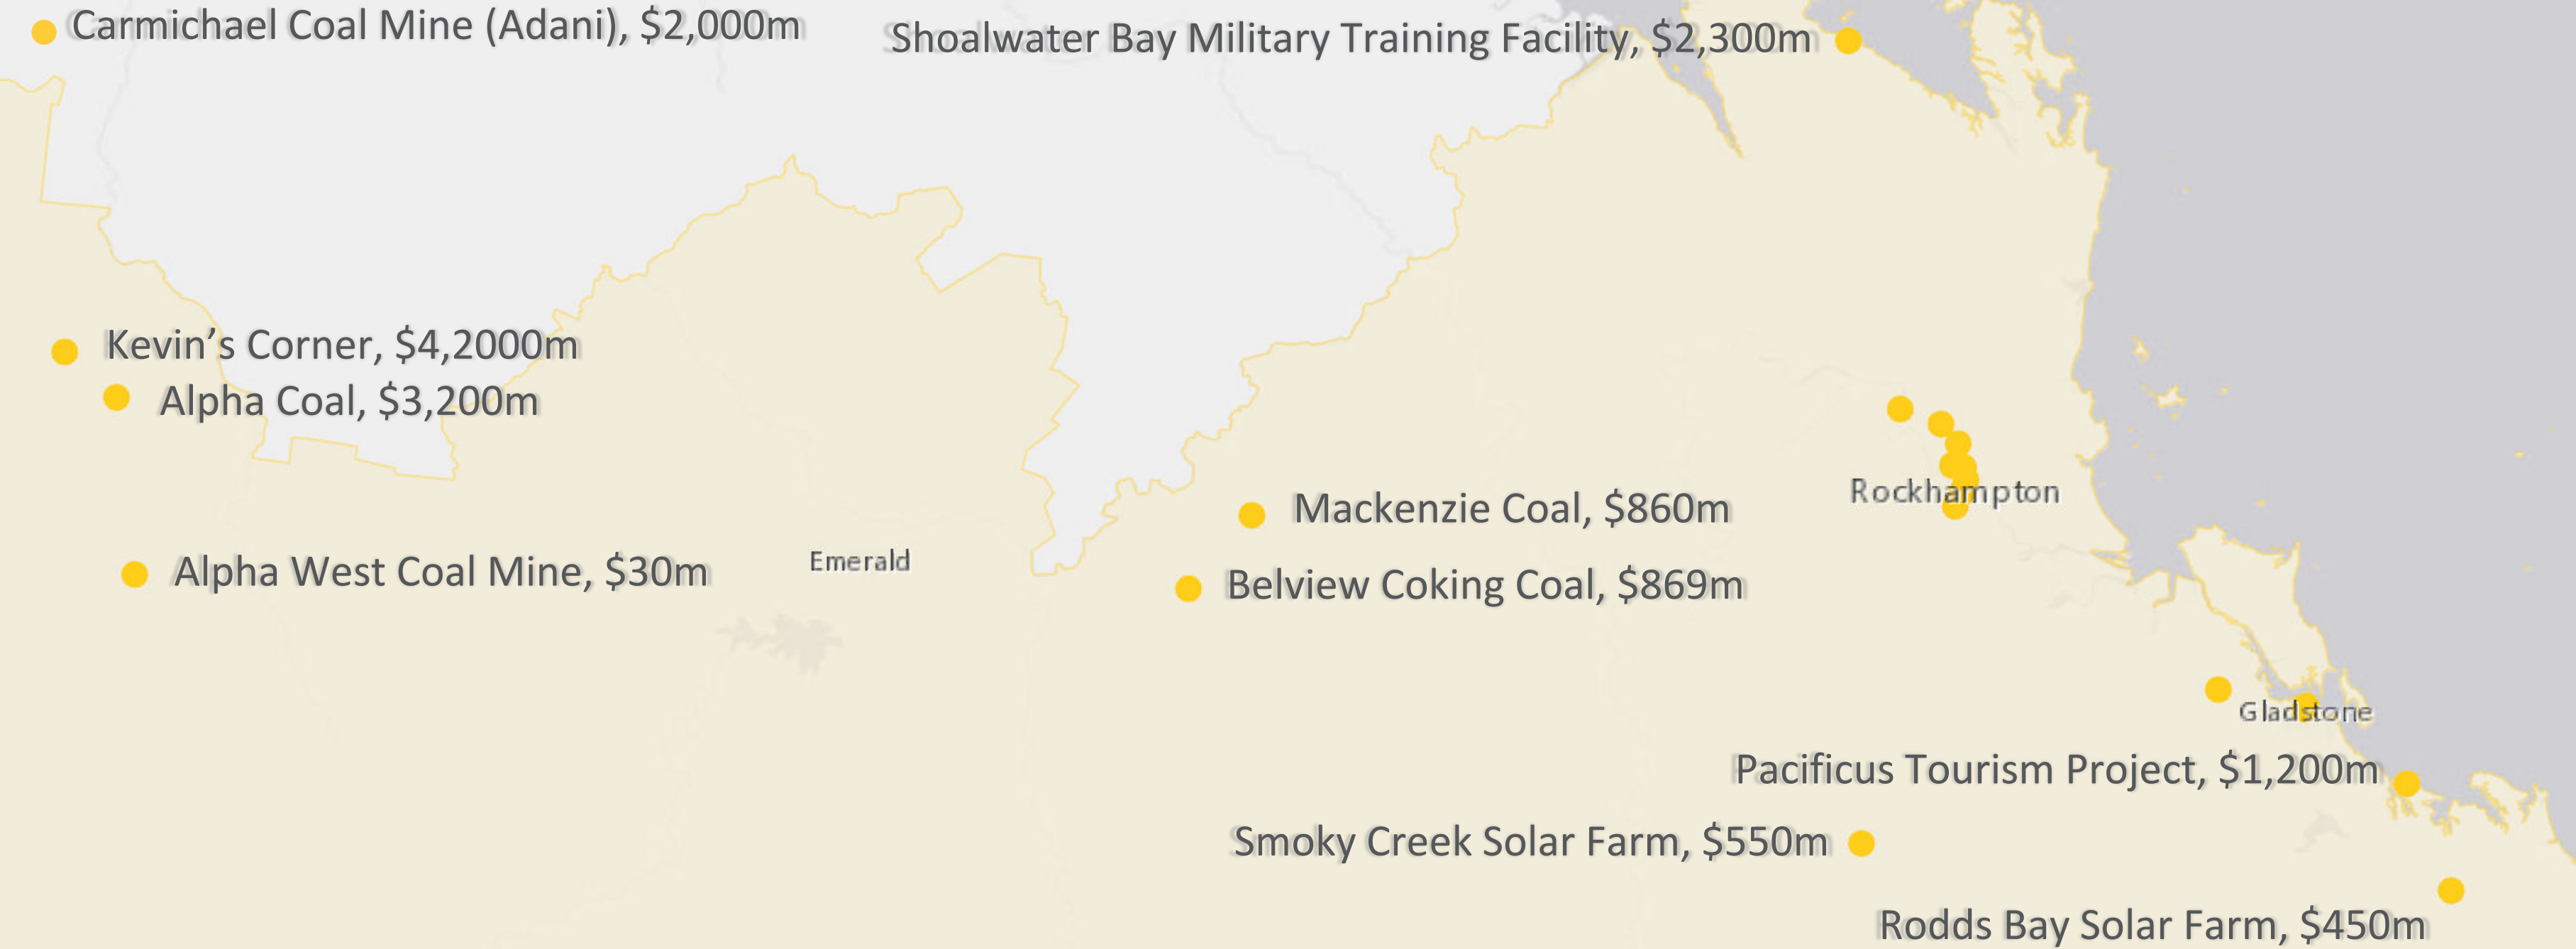 Carmichael Coal Mine (Adani), $2,000m
Shoalwater Bay Military Training Facility, $2,300m
Kevin’s Corner, $4,2000m
Alpha Coal, $3,200m
Rockhampton
Mackenzie Coal, $860m
Emerald
Alpha West Coal Mine, $30m
Belview Coking Coal, $869m
Gladstone
Pacificus Tourism Project, $1,200m
Smoky Creek Solar Farm, $550m
Rodds Bay Solar Farm, $450m